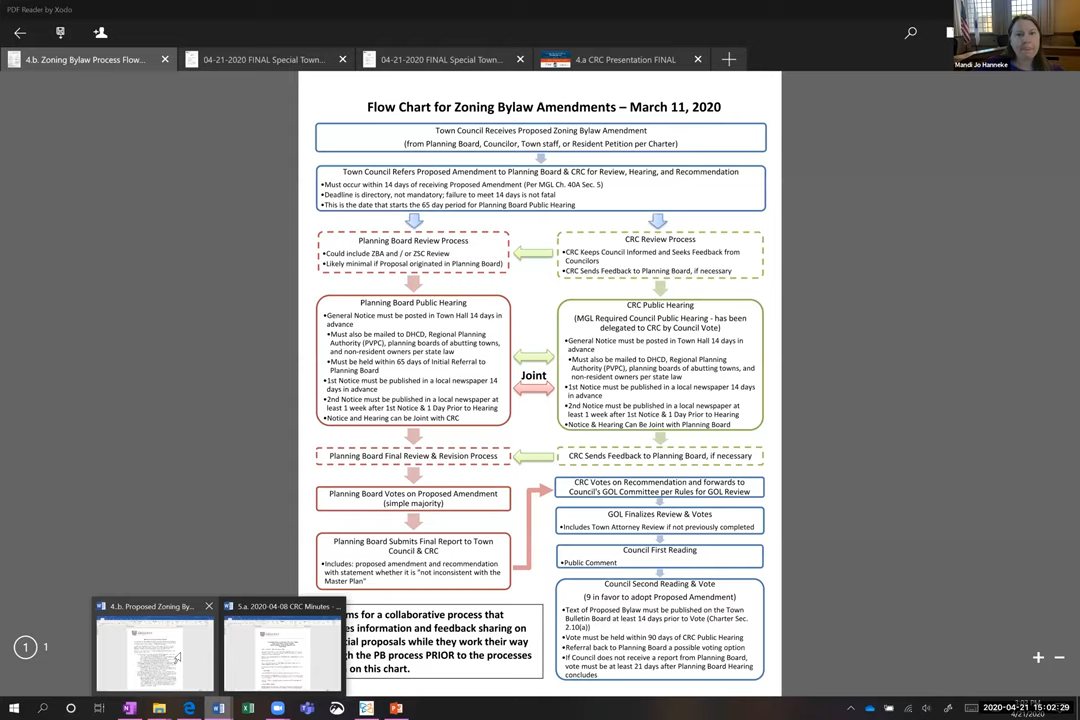 PDF Reader by Xodo
4.b. Zoning Bylaw Process Flow...
04-21-2020 FINAL Special Town...
04-21-2020 FINAL Special Town...
4.a CRC Presentation FINAL
Mandi Jo Hanneke
Flow Chart for Zoning Bylaw Amendments – March 11, 2020
Town Council Receives Proposed Zoning Bylaw Amendment
(from Planning Board, Councilor, Town staff, or Resident Petition per Charter)
Town Council Refers Proposed Amendment to Planning Board & CRC for Review, Hearing, and Recommendation
•Must occur within 14 days of receiving Proposed Amendment (Per MGL Ch. 40A Sec. 5)
•Deadline is directory, not mandatory; failure to meet 14 days is not fatal
•This is the date that starts the 65 day period for Planning Board Public Hearing
Planning Board Review Process
•Could include ZBA and / or ZSC Review
•Likely minimal if Proposal originated in Planning Board)
CRC Review Process
•CRC Keeps Council informed and Seeks Feedback from
Councilors
•CRC Sends Feedback to Planning Board, if necessary
Planning Board Public Hearing
•General Notice must be posted in Town Hall 14 days in
advance
•Must also be mailed to DHCD, Regional Planning
Authority (PVPC), planning boards of abutting towns,
and non-resident owners per state law
•Must be held within 65 days of Initial Referral to
Planning Board
•1st Notice must be published in a local newspaper 14
days in advance
•2nd Notice must be published in a local newspaper at
least 1 week after 1st Notice & 1 Day Prior to Hearing
•Notice and Hearing can be Joint with CRC
Joint
CRC Public Hearing
(MGL Required Council Public Hearing - has been
delegated to CRC by Council Vote)
•General Notice must be posted in Town Hall 14 days in
advance
•Must also be mailed to DHCD, Regional Planning
Authority (PVPC), planning boards of abutting towns, and
non-resident owners per state law
•1st Notice must be published in a local newspaper 14 days
in advance
•2nd Notice must be published in a local newspaper at
least 1 week after 1st Notice & 1 Day Prior to Hearing
•Notice & Hearing Can Be Joint with Planning Board
Planning Board Final Review & Revision Process
CRC Sends Feedback to Planning Board, if necessary
Planning Board Votes on Proposed Amendment
(simple majority)
Planning Board Submits Final Report to Town
Council & CRC
•Includes: proposed amendment and recommendation
with statement whether it is "not inconsistent with the
Master Plan"
CRC Votes on Recommendation and forwards to
Council's GOL Committee per Rules for GOL Review
GOL Finalizes Review & Votes
•Includes Town Attorney Review if not previously completed
Council First Reading
•Public Comment
Council Second Reading & Vote
(9 in favor to adopt Proposed Amendment)
•Text of Proposed Bylaw must be published on the Town
Bulletin Board at least 14 days prior to Vote (Charter Sec.
2.10(a))
•Vote must be held within 90 days of CRC Public Hearing
•Referral back to Planning Board a possible voting option
•If Council does not receive a report from Planning Board,
vote must be at least 21 days after Planning Board Hearing
concludes
ms for a collaborative process that
es information and feedback sharing on
ial proposals while they work their way
gh the PB process PRIOR to the processes
on this chart.
4.b. Proposed Zoning By...
5.a. 2020-04-08 CRC Minutes - ...
1
1
2020-04-21 15:02:29
4/21/2020